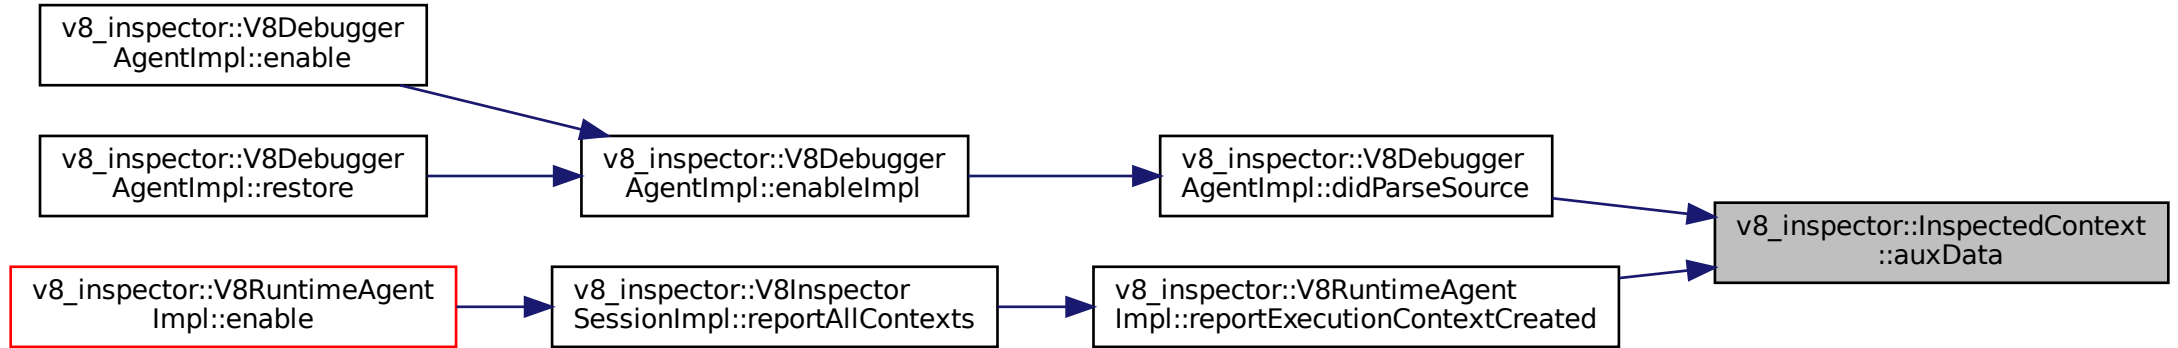 v8_inspector::V8Debugger
AgentImpl::enable
v8_inspector::V8Debugger
AgentImpl::restore
v8_inspector::V8RuntimeAgent
Impl::enable
v8_inspector::V8Debugger
AgentImpl::enableImpl
v8_inspector::V8Inspector
SessionImpl::reportAllContexts
v8_inspector::V8Debugger
AgentImpl::didParseSource
v8_inspector::V8RuntimeAgent
Impl::reportExecutionContextCreated
v8_inspector::InspectedContext
::auxData